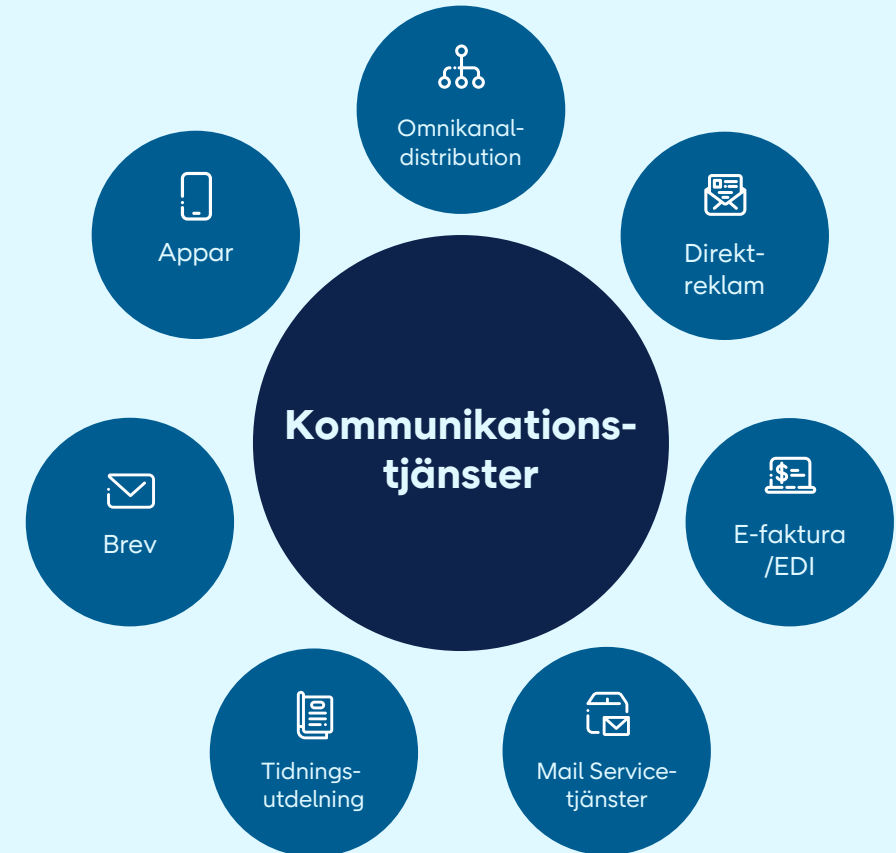 Omnikanal-
distribution
Direkt-
reklam
E-faktura
/EDI
Mail Service-
tjänster
Tidnings-
utdelning
Brev
Appar
Kommunikations-
tjänster